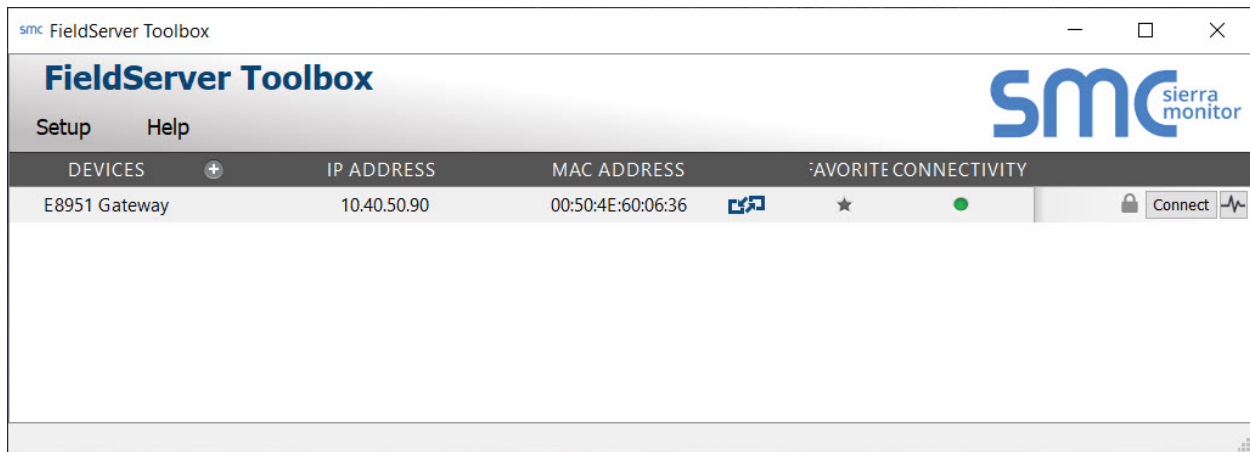 smc FieldServer Toolbox
FieldServer Toolbox
smc sierra monitor
Setup Help
DEVICES IP ADDRESS MAC ADDRESS FAVORITE CONNECTIVITY
E8951 Gateway 10.40.50.90 00:50:4E:60:06:36 Connect